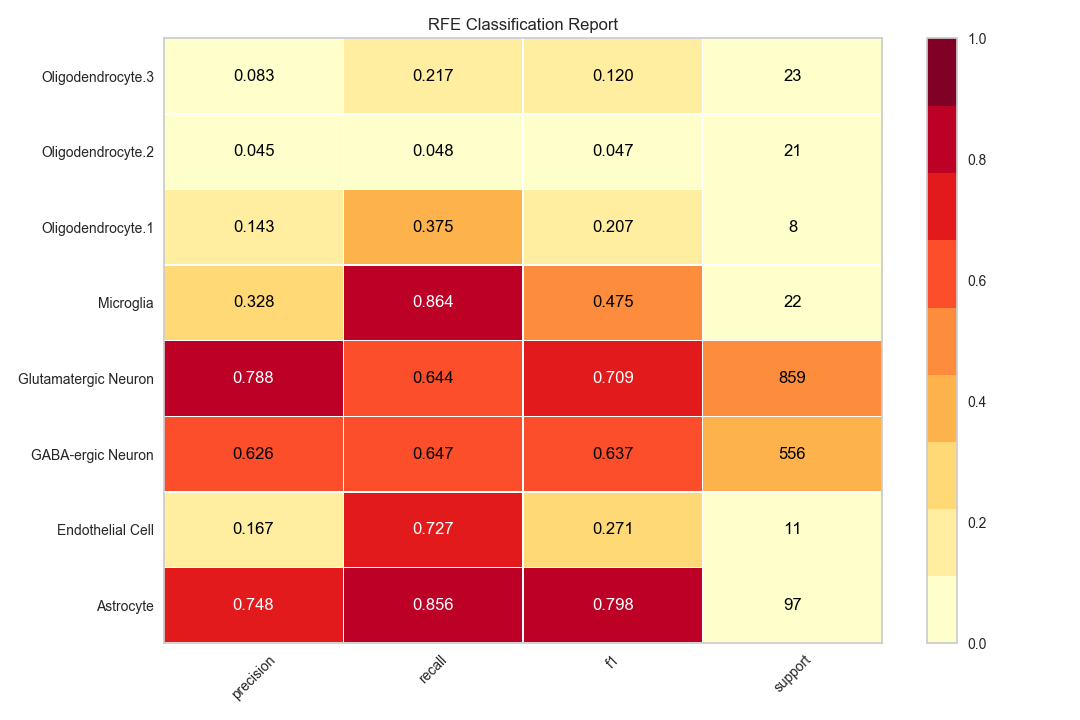 RFE Classification Report
Oligodendrocyte.3 0.083 0.217 0.120 23
Oligodendrocyte.2 0.045 0.048 0.047 21
Oligodendrocyte.1 0.143 0.375 0.207 8
Microglia 0.328 0.864 0.475 22
Glutamatergic Neuron 0.788 0.644 0.709 859
GABA-ergic Neuron 0.626 0.647 0.637 556
Endothelial Cell 0.167 0.727 0.271 11
Astrocyte 0.748 0.856 0.798 97
precision recall f1 support
1.0
0.8
0.6
0.4
0.2
0.0